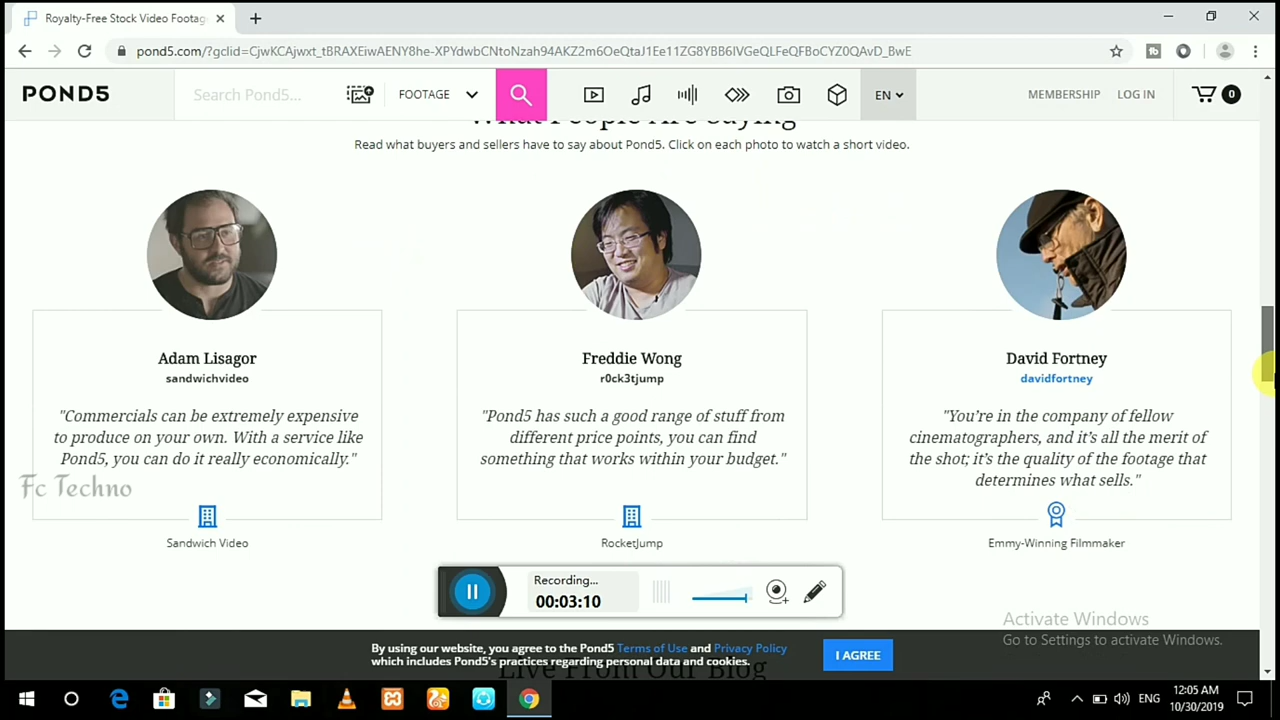 Royalty-Free Stock Video Footag
pond5.com/?gclid=CjwKCAjwxt_tBRAXEiwAENY8he-XPYdwbCNtoNzah94AKZ2m6OeQtaJ1Ee11ZG8YBB6IVGeQLFeQFBoCYZ0QAvD_BwE
POND5
Search Pond5...
FOOTAGE
EN
MEMBERSHIP
LOG IN
0
What People Are Saying
Read what buyers and sellers have to say about Pond5. Click on each photo to watch a short video.
Adam Lisagor
sandwichvideo
"Commercials can be extremely expensive
to produce on your own. With a service like
Pond5, you can do it really economically."
Sandwich Video
Freddie Wong
r0ck3tjump
"Pond5 has such a good range of stuff from
different price points, you can find
something that works within your budget."
RocketJump
David Fortney
davidfortney
"You're in the company of fellow
cinematographers, and it's all the merit of
the shot; it's the quality of the footage that
determines what sells."
Emmy-Winning Filmmaker
Fc Techno
Recording...
00:03:10
Activate Windows
Go to Settings to activate Windows.
By using our website, you agree to the Pond5 Terms of Use and Privacy Policy
which includes Pond5's practices regarding personal data and cookies.
I AGREE
Live From Our Blog
ENG
12:05 AM
10/30/2019